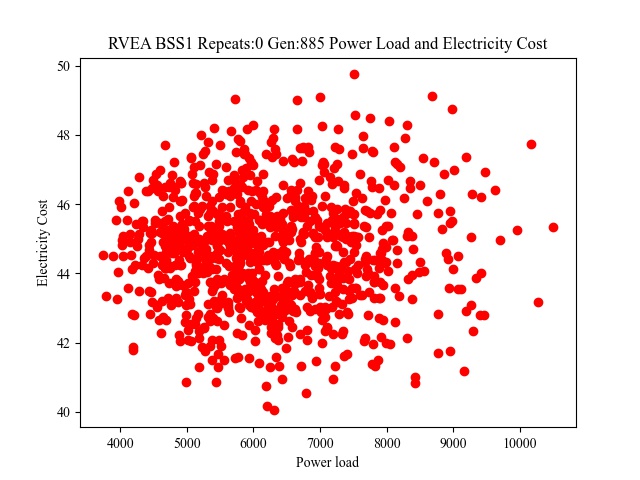 RVEA BSS1 Repeats:0 Gen:885 Power Load and Electricity Cost
50
48
46
44
42
40
Electricity Cost
4000 5000 6000 7000 8000 9000 10000
Power load